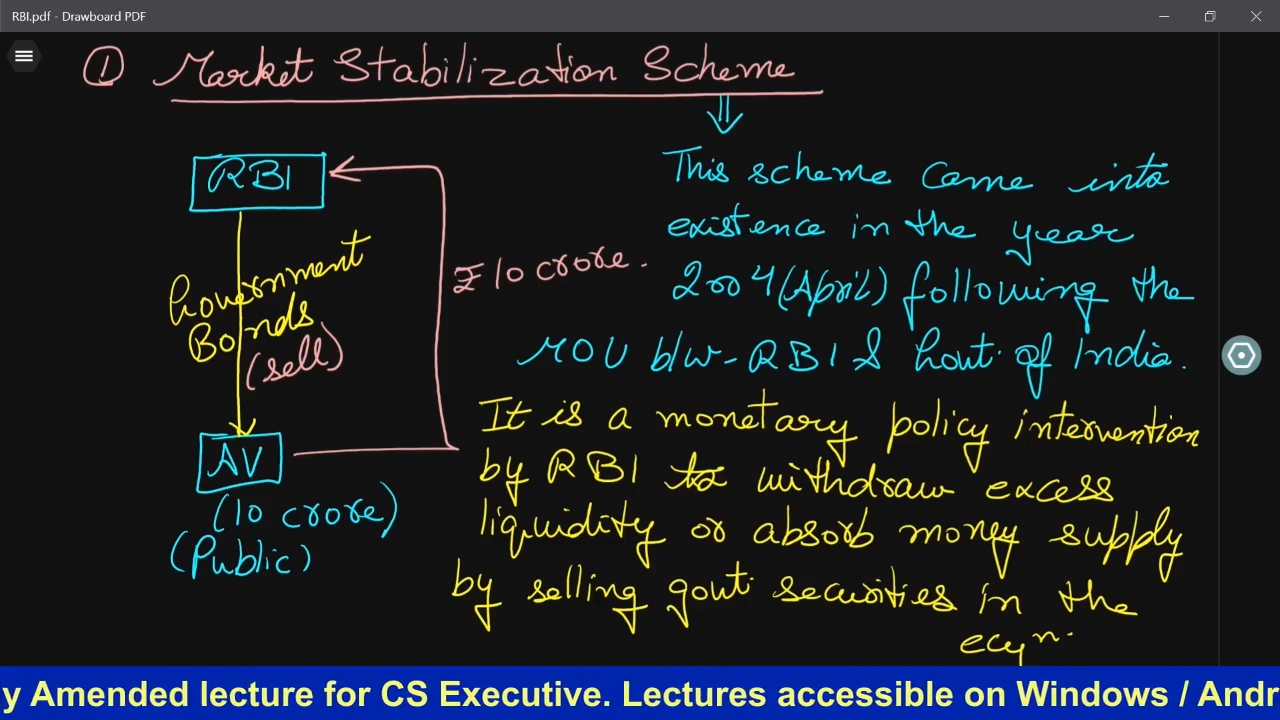 RBI.pdf - Drawboard PDF
① Market Stabilization Scheme
RBI
Government
Bonds
(sell)
AV
(10 crore)
(Public)
₹ 10 crore.
This scheme came into
existence in the year
2004 (April) following the
MOU b/w RBI & Govt. of India.
It is a monetary policy intervention
by RBI to withdraw excess
liquidity or absorb money supply
by selling govt. securities in the
ecyn.
y Amended lecture for CS Executive. Lectures accessible on Windows / Andr